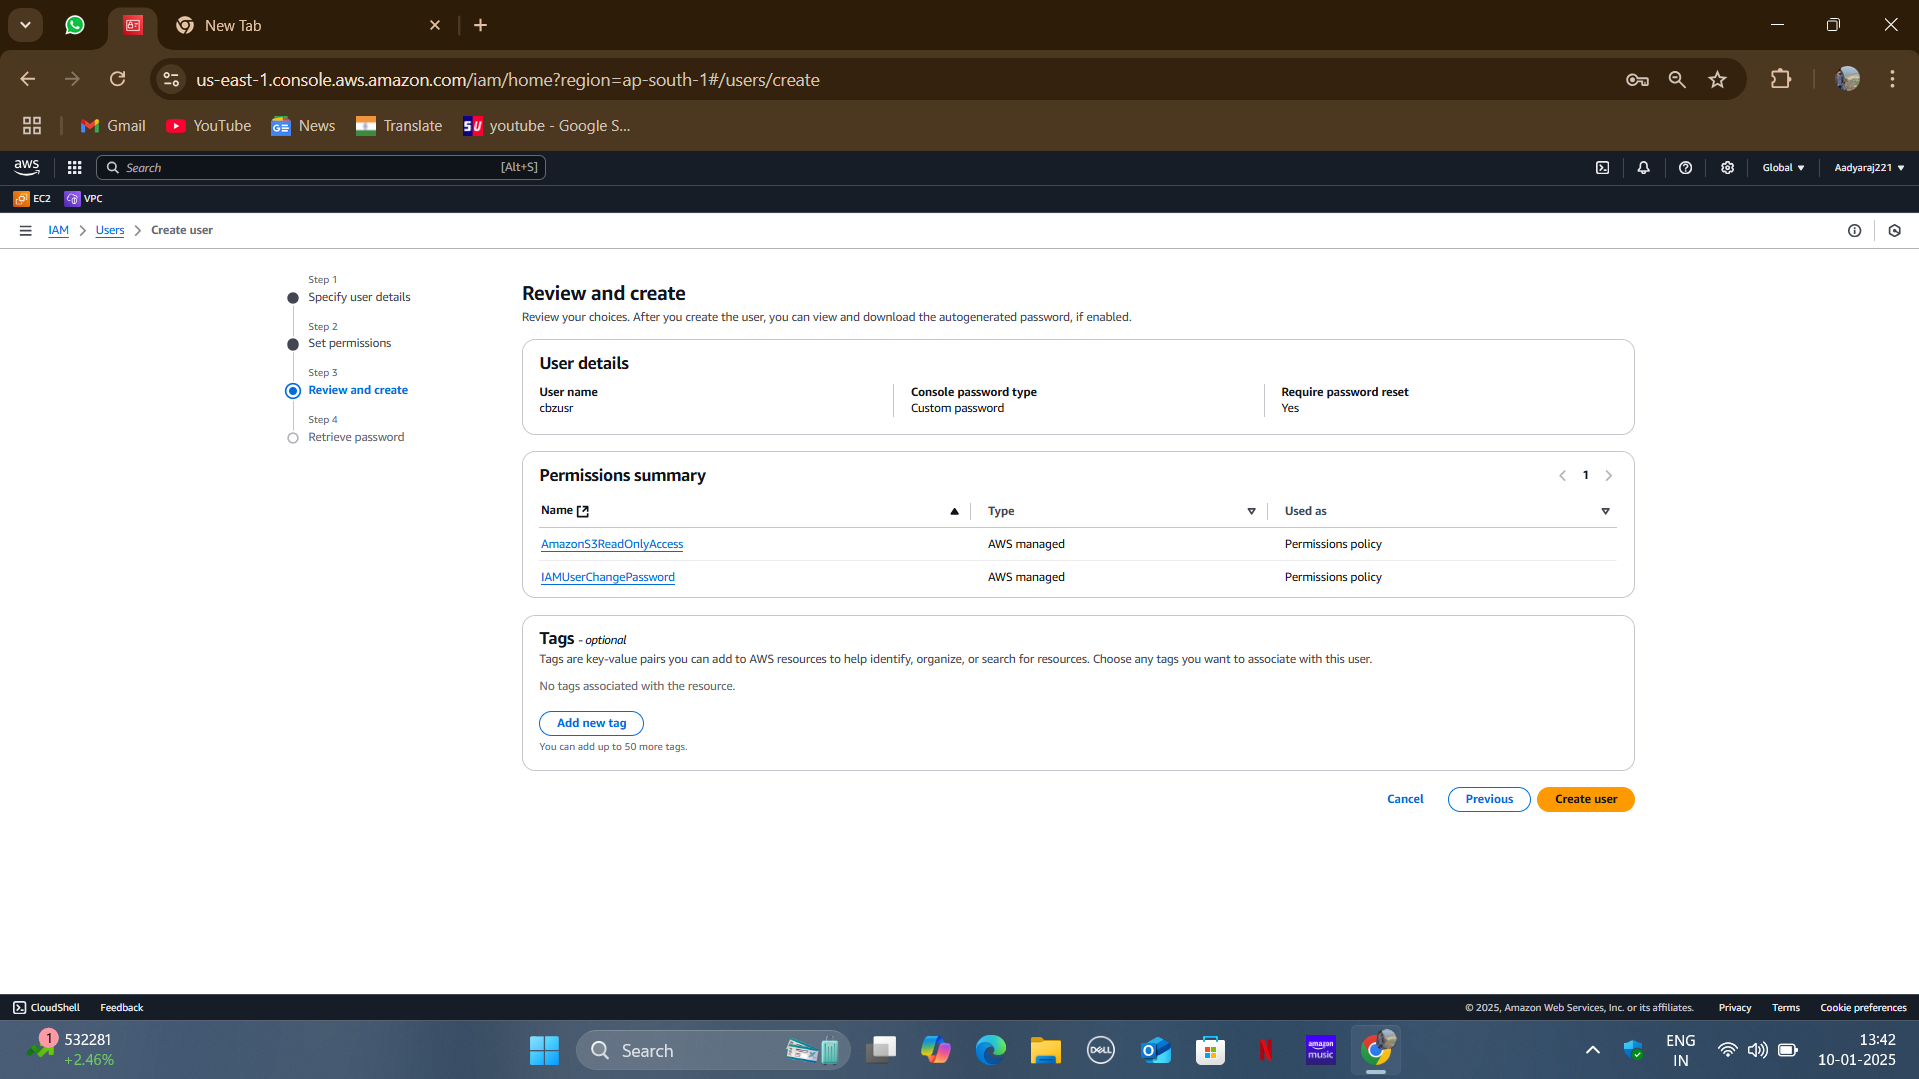 New Tab
us-east-1.console.aws.amazon.com/iam/home?region=ap-south-1#/users/create
Gmail YouTube News Translate SU youtube - Google S...
aws Search [Alt+S] Global Aadyaraj221
EC2 VPC
IAM Users Create user
Step 1
Specify user details
Step 2
Set permissions
Step 3
Review and create
Step 4
Retrieve password
Review and create
Review your choices. After you create the user, you can view and download the autogenerated password, if enabled.
User details
User name
cbzusr
Console password type
Custom password
Require password reset
Yes
Permissions summary
1
Name Type Used as
AmazonS3ReadOnlyAccess AWS managed Permissions policy
IAMUserChangePassword AWS managed Permissions policy
Tags - optional
Tags are key-value pairs you can add to AWS resources to help identify, organize, or search for resources. Choose any tags you want to associate with this user.
No tags associated with the resource.
Add new tag
You can add up to 50 more tags.
Cancel Previous Create user
CloudShell Feedback © 2025, Amazon Web Services, Inc. or its affiliates. Privacy Terms Cookie preferences
1
532281
+2.46%
Search
DELL
amazon
music
ENG
IN
13:42
10-01-2025